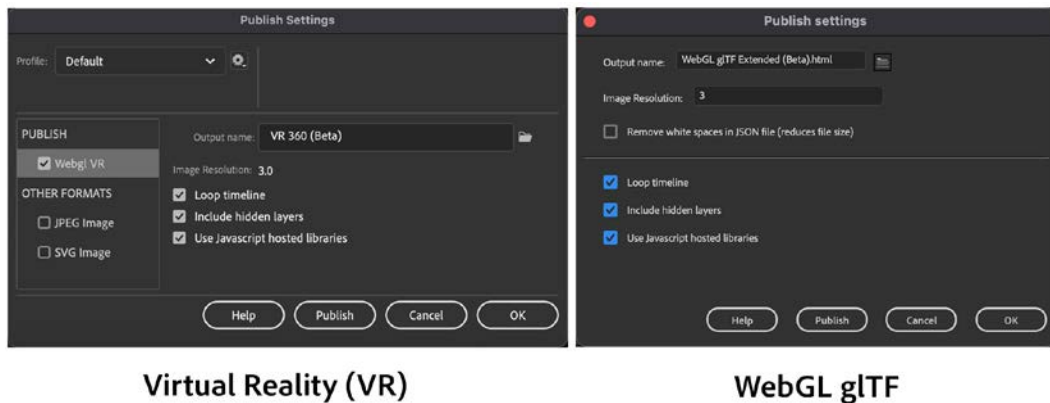 Publish Settings
Profile: Default
PUBLISH
Webgl VR
OTHER FORMATS
JPEG Image
SVG Image
Output name: VR 360 (Beta)
Image Resolution: 3.0
Loop timeline
Include hidden layers
Use Javascript hosted libraries
Help Publish Cancel OK
Virtual Reality (VR)
Publish settings
Output name: WebGL glTF Extended (Beta).html
Image Resolution: 3
Remove white spaces in JSON file (reduces file size)
Loop timeline
Include hidden layers
Use Javascript hosted libraries
Help Publish Cancel OK
WebGL glTF